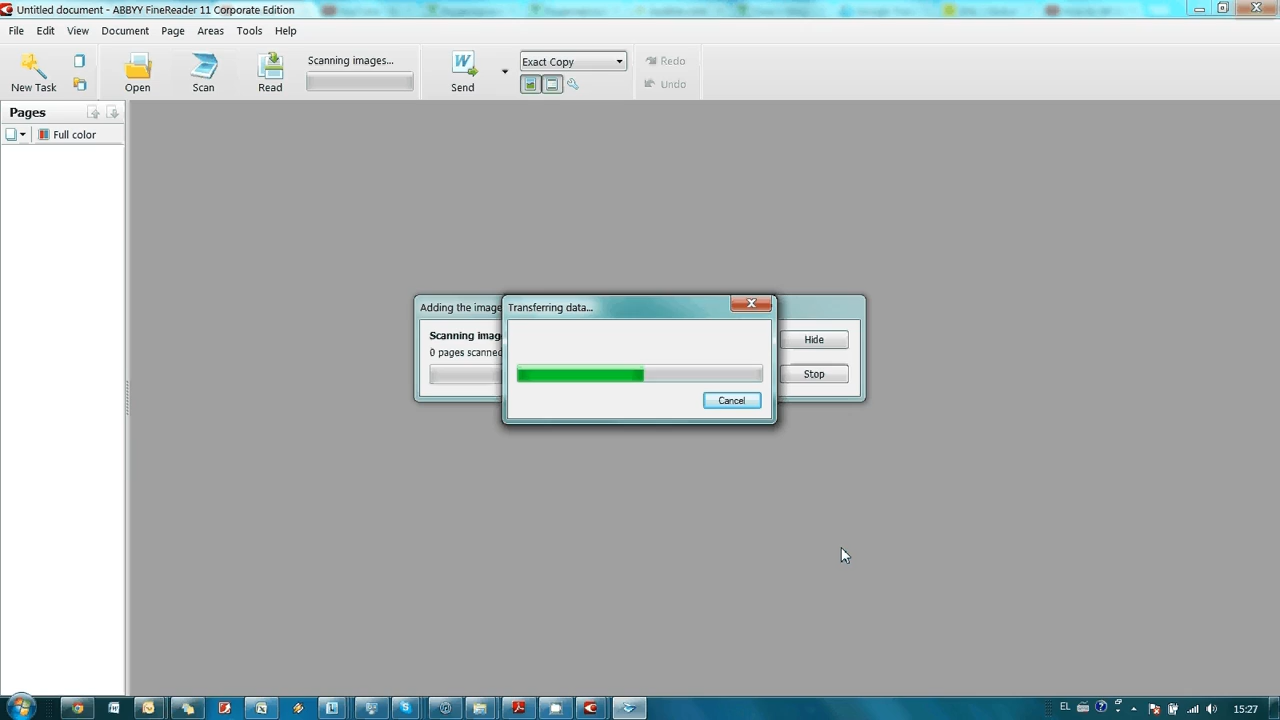 Untitled document - ABBYY FineReader 11 Corporate Edition
File Edit View Document Page Areas Tools Help
Scanning images...
Exact Copy
Redo
New Task Open Scan Read Send Undo
Pages
Full color
Adding the image
Transferring data...
Scanning imag
Hide
0 pages scanned
Stop
Cancel
EL
15:27